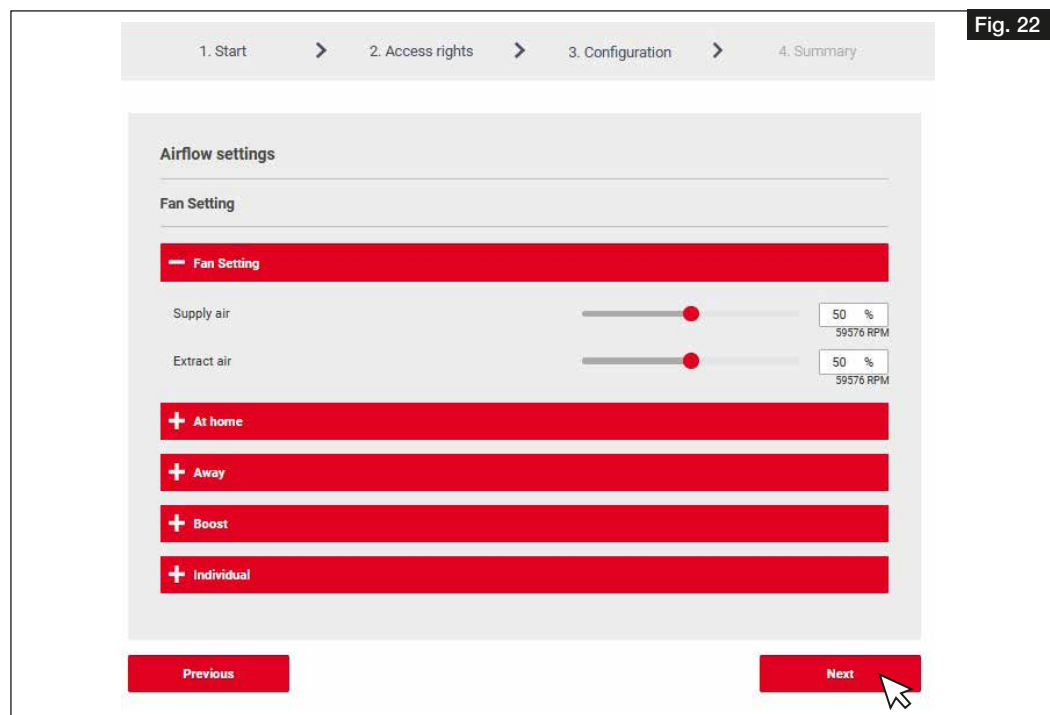 Fig. 22
1. Start > 2. Access rights > 3. Configuration > 4. Summary
Airflow settings
Fan Setting
Fan Setting
Supply air 50 %
59576 RPM
Extract air 50 %
59576 RPM
At home
Away
Boost
Individual
Previous Next